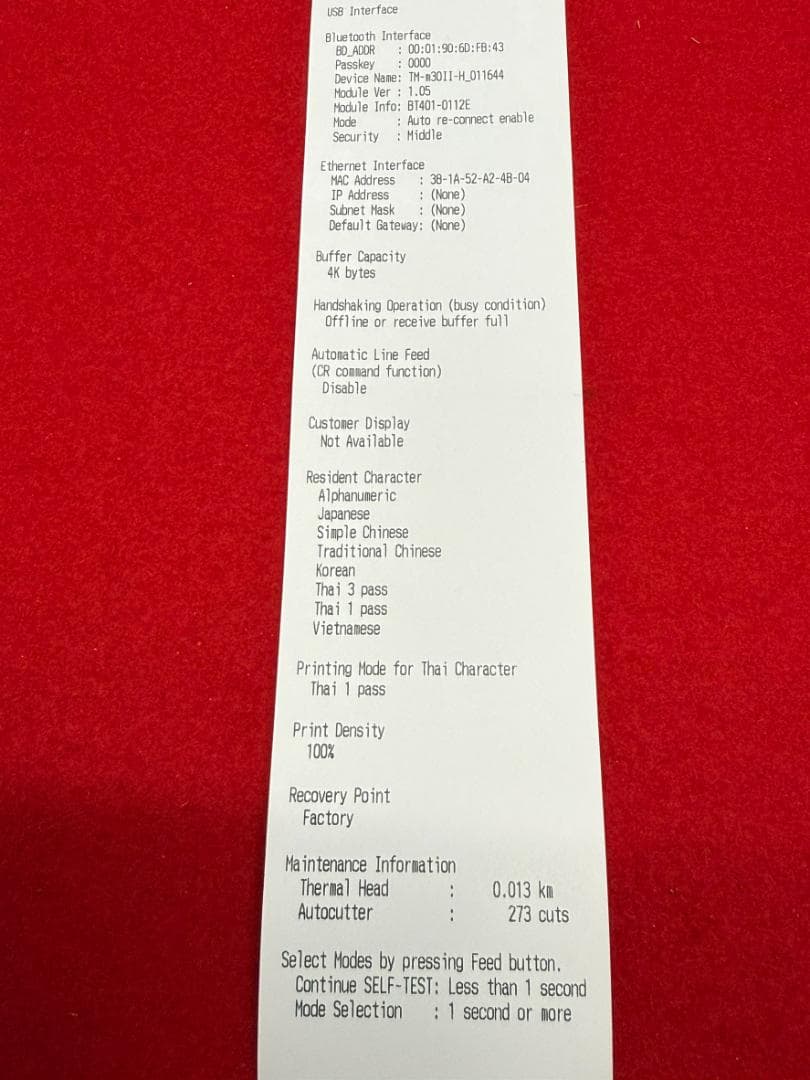 USB Interface
Bluetooth Interface
BD_ADDR : 00:01:90:6D:FB:43
Passkey : 0000
Device Name: TM-m30II-H_011644
Module Ver : 1.05
Module Info: BT401-0112E
Mode : Auto re-connect enable
Security : Middle
Ethernet Interface
MAC Address : 38-1A-52-A2-4B-04
IP Address : (None)
Subnet Mask : (None)
Default Gateway: (None)
Buffer Capacity
4K bytes
Handshaking Operation (busy condition)
Offline or receive buffer full
Automatic Line Feed
(CR command function)
Disable
Customer Display
Not Available
Resident Character
Alphanumeric
Japanese
Simple Chinese
Traditional Chinese
Korean
Thai 3 pass
Thai 1 pass
Vietnamese
Printing Mode for Thai Character
Thai 1 pass
Print Density
100%
Recovery Point
Factory
Maintenance Information
Thermal Head : 0.013 km
Autocutter : 273 cuts
Select Modes by pressing Feed button.
Continue SELF-TEST: Less than 1 second
Mode Selection : 1 second or more